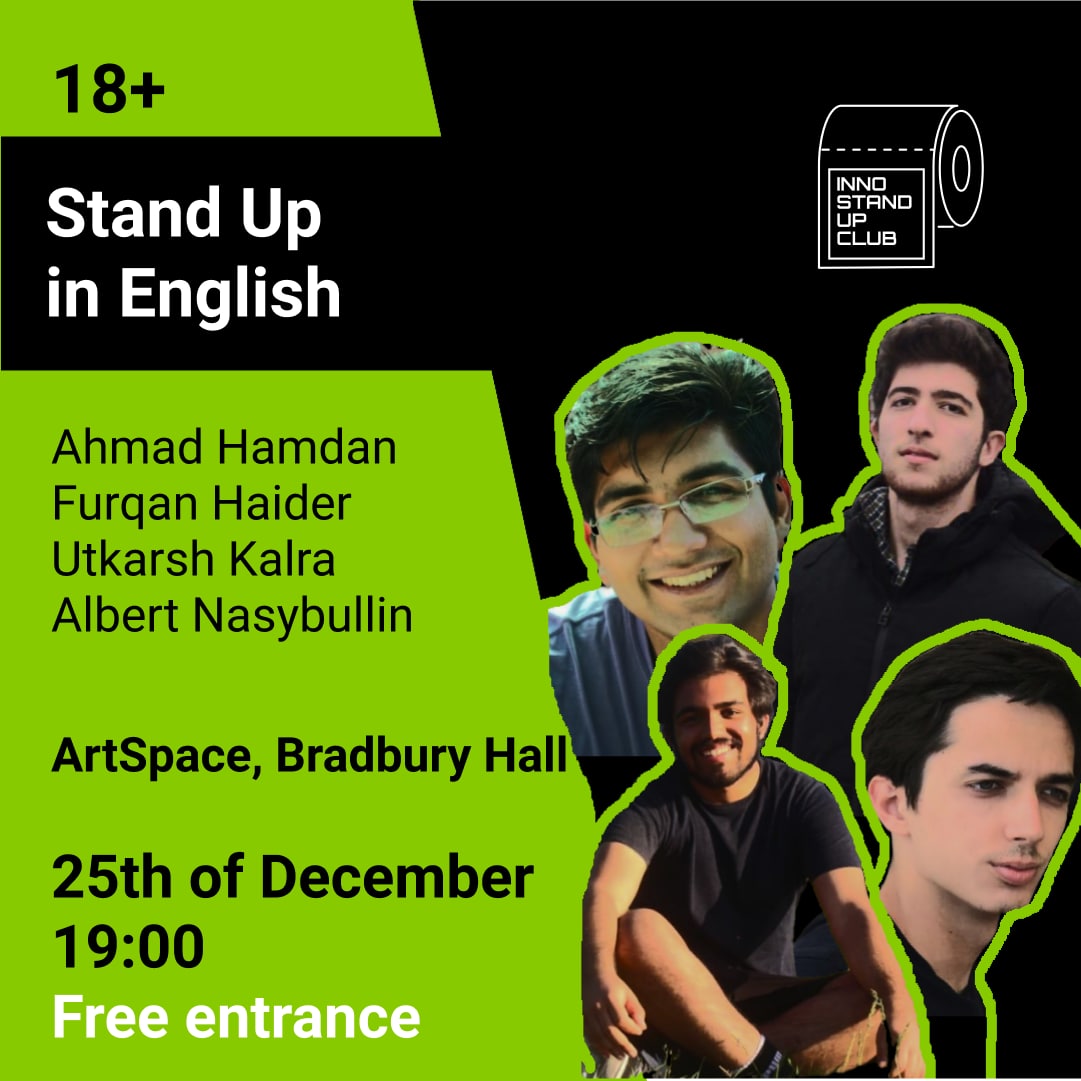 18+
Stand Up
in English
INNO
STAND
UP
CLUB
Ahmad Hamdan
Furqan Haider
Utkarsh Kalra
Albert Nasybullin
ArtSpace, Bradbury Hall
25th of December
19:00
Free entrance